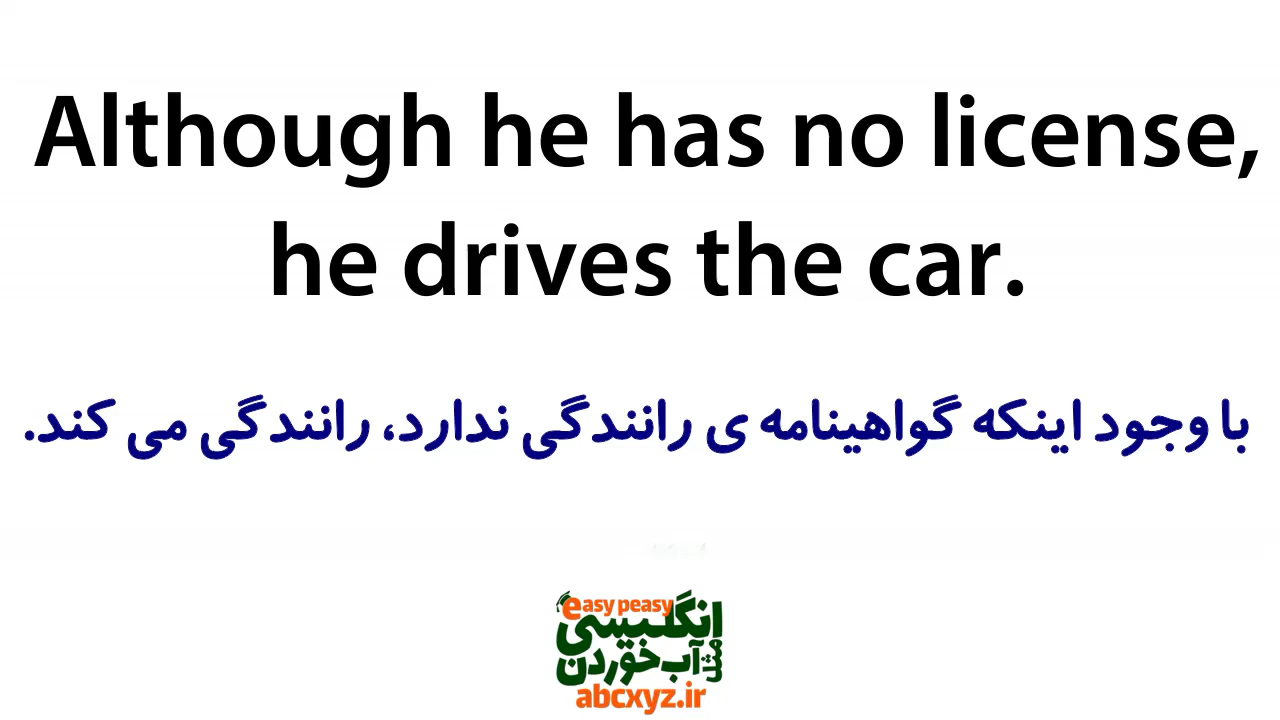 Although he has no license,
he drives the car.
با وجود اینکه گواهینامه ی رانندگی ندارد، رانندگی می کند.
easy peasy
انگلیسی
مثل آب خوردن
abcxyz.ir